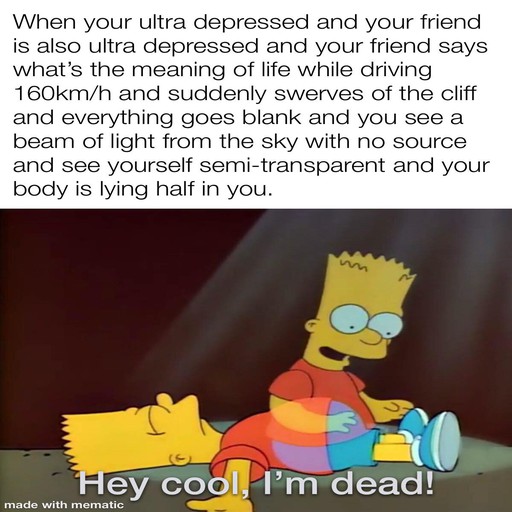 When your ultra depressed and your friend
is also ultra depressed and your friend says
what's the meaning of life while driving
160km/h and suddenly swerves of the cliff
and everything goes blank and you see a
beam of light from the sky with no source
and see yourself semi-transparent and your
body is lying half in you.
Hey cool, I'm dead!
made with mematic